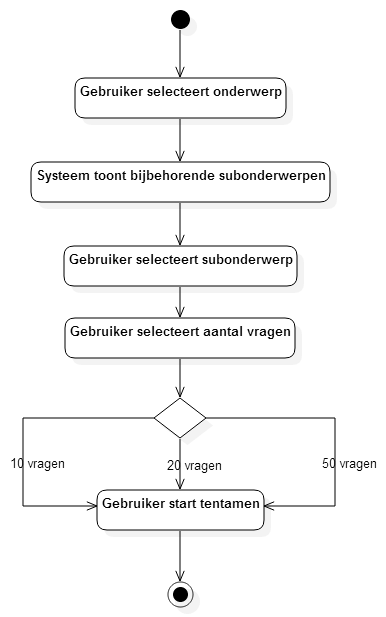 Gebruiker selecteert onderwerp
Systeem toont bijbehorende subonderwerpen
Gebruiker selecteert subonderwerp
Gebruiker selecteert aantal vragen
10 vragen
20 vragen
50 vragen
Gebruiker start tentamen